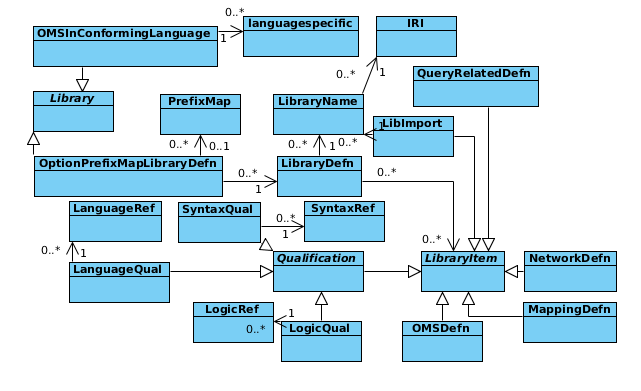 0..*
languagespecific
IRI
OMSInConformingLanguage
1
0..*
1
QueryRelatedDefn
Library
PrefixMap
LibraryName
LibImport
1
0..*
0..1
0..*
1
0..*
OptionPrefixMapLibraryDefn
LibraryDefn
0..*
1
0..*
LanguageRef
SyntaxQual
SyntaxRef
0..*
1
0..*
0..*
1
Qualification
LibraryItem
NetworkDefn
LanguageQual
LogicRef
1
0..*
LogicQual
OMSDefn
MappingDefn